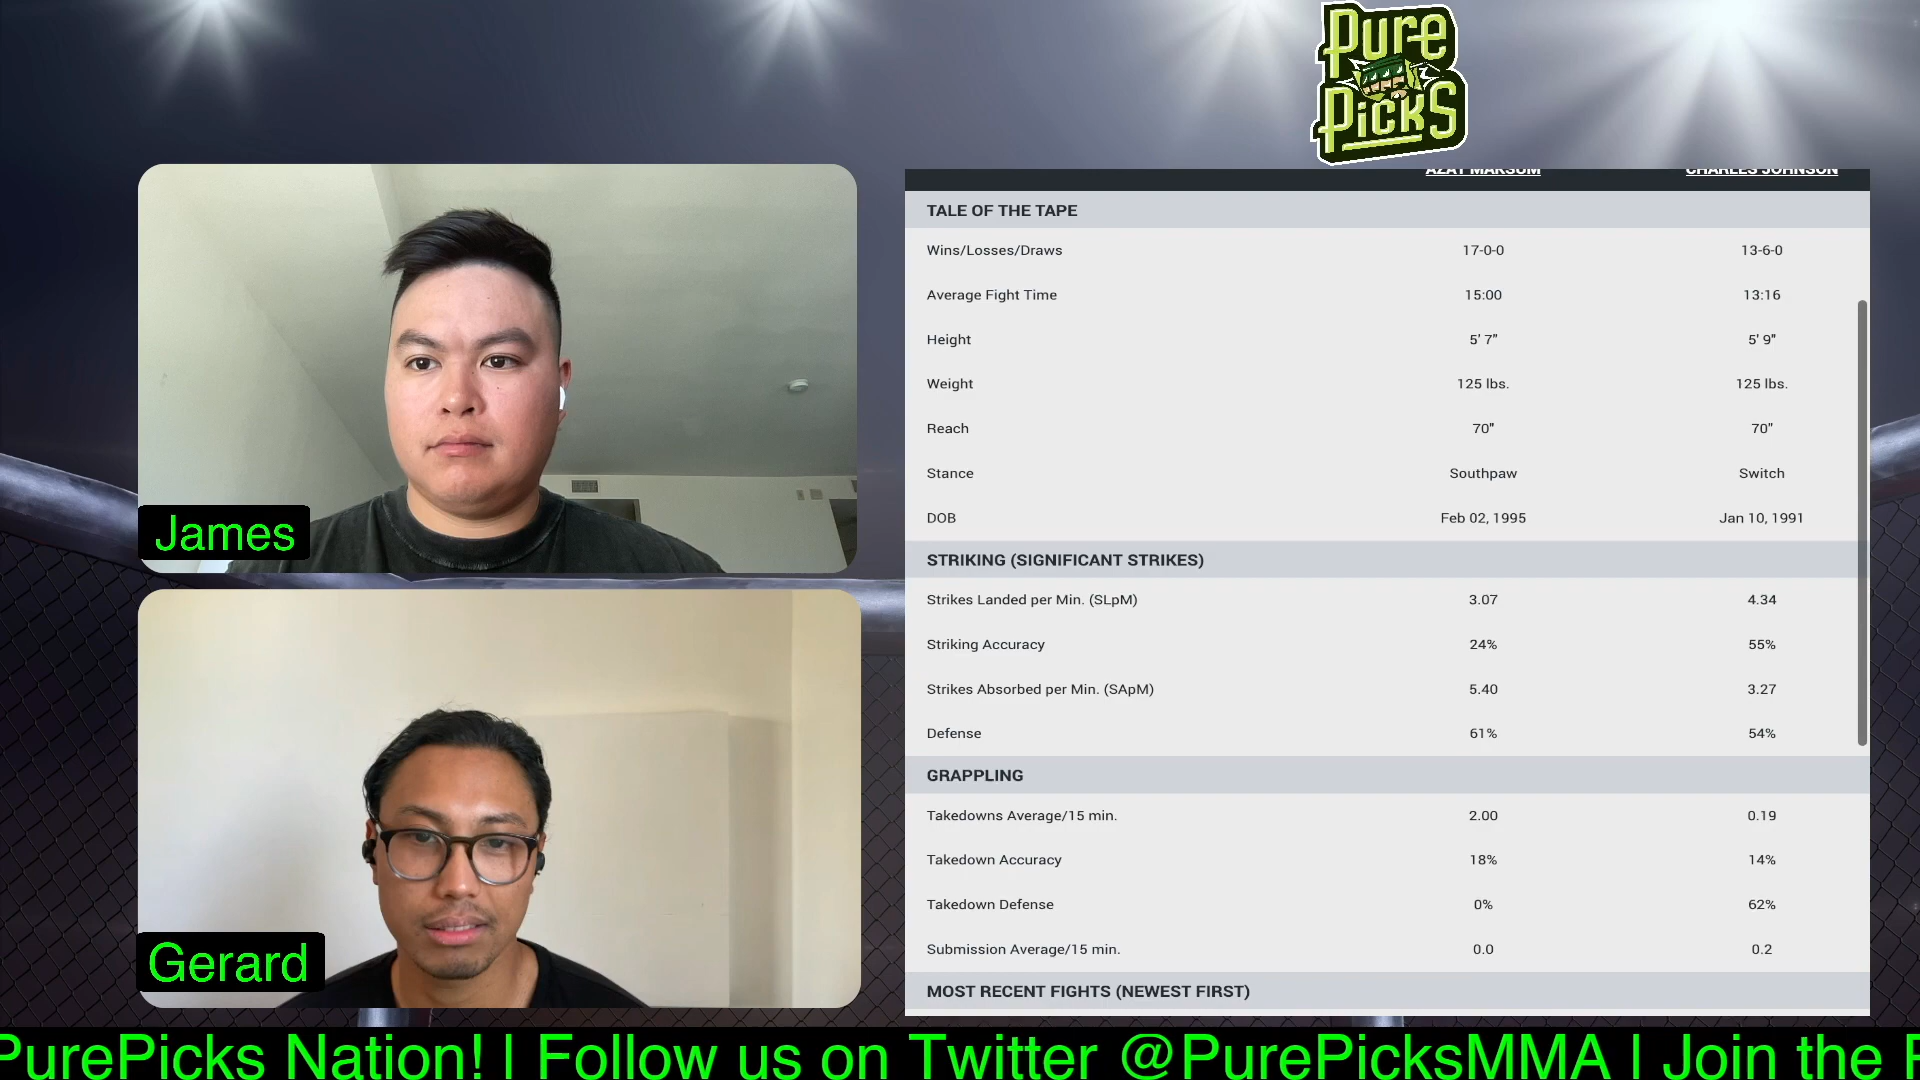 Pure
Picks
AZAT MAKSUM CHARLES JOHNSON
TALE OF THE TAPE
Wins/Losses/Draws 17-0-0 13-6-0
Average Fight Time 15:00 13:16
Height 5' 7" 5' 9"
Weight 125 lbs. 125 lbs.
Reach 70" 70"
Stance Southpaw Switch
DOB Feb 02, 1995 Jan 10, 1991
STRIKING (SIGNIFICANT STRIKES)
Strikes Landed per Min. (SLpM) 3.07 4.34
Striking Accuracy 24% 55%
Strikes Absorbed per Min. (SApM) 5.40 3.27
Defense 61% 54%
GRAPPLING
Takedowns Average/15 min. 2.00 0.19
Takedown Accuracy 18% 14%
Takedown Defense 0% 62%
Submission Average/15 min. 0.0 0.2
MOST RECENT FIGHTS (NEWEST FIRST)
James
Gerard
PurePicks Nation! | Follow us on Twitter @PurePicksMMA | Join the